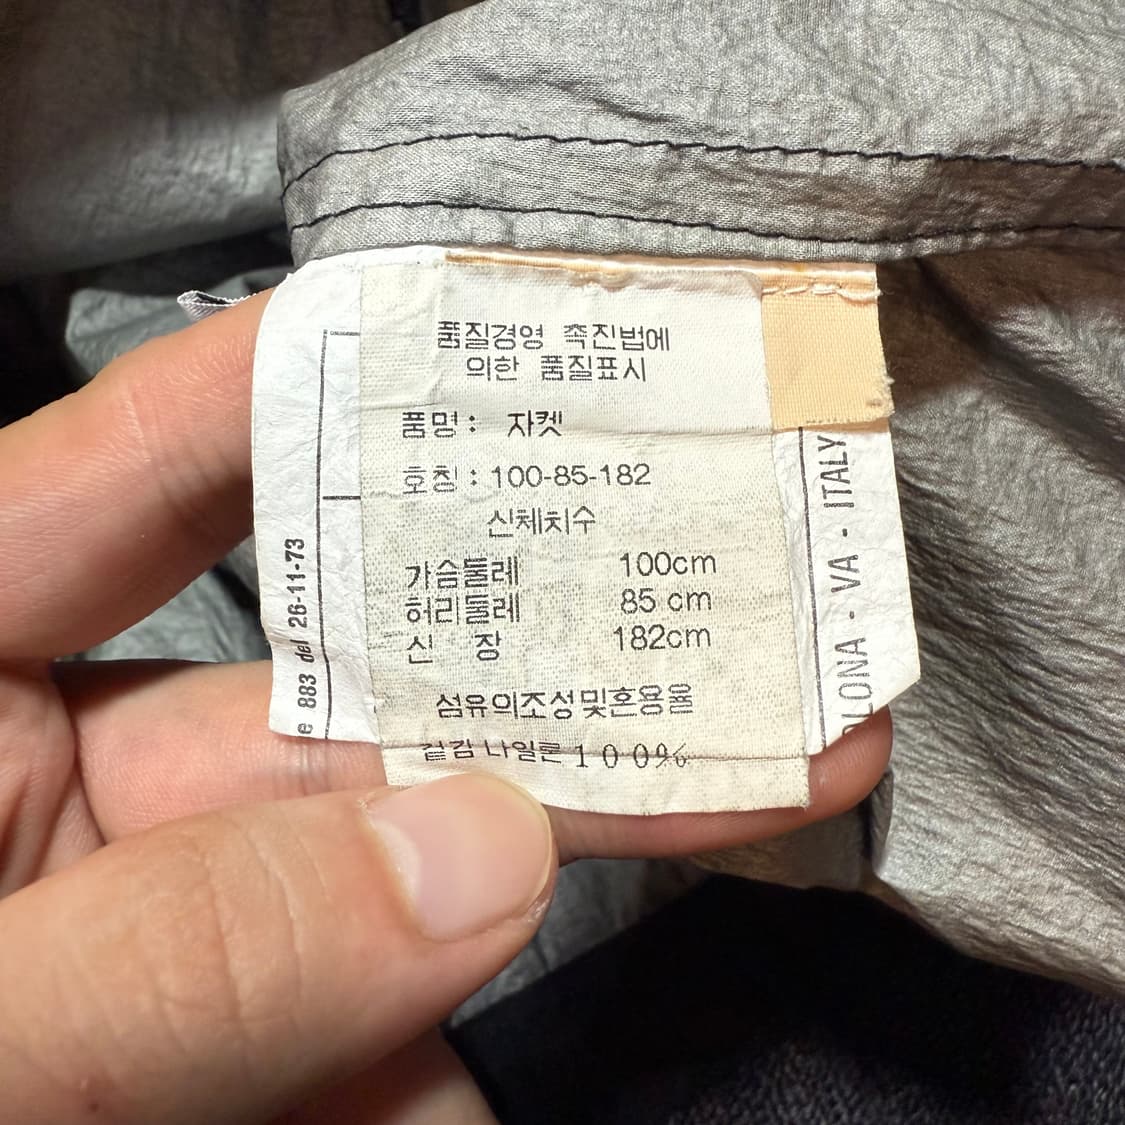 품질경영 촉진법에
의한 품질표시
품명: 자켓
호칭: 100-85-182
신체치수
가슴둘레 100cm
허리둘레 85 cm
신 장 182cm
섬유의조성및혼용율
겉감 나일론 100%
e 883 del 26-11-73
OLONA - VA - ITALY